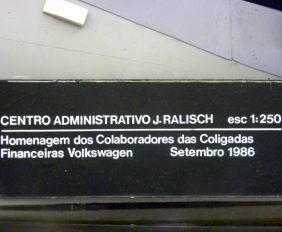 CENTRO ADMINISTRATIVO J.RALISCH esc 1:250
Homenagem dos Colaboradores das Coligadas
Financeiras Volkswagen Setembro 1986